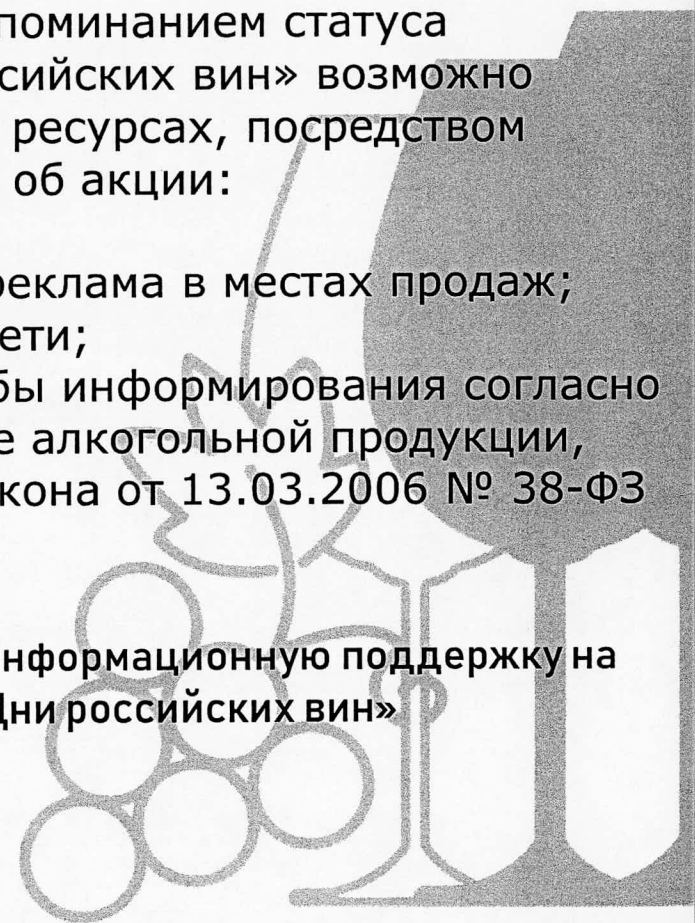 поминанием статуса
сийских вин» возможно
ресурсах, посредством
об акции:
реклама в местах продаж;
ети;
бы информирования согласно
е алкогольной продукции,
кона от 13.03.2006 № 38-ФЗ
нформационную поддержку на
Дни российских вин»